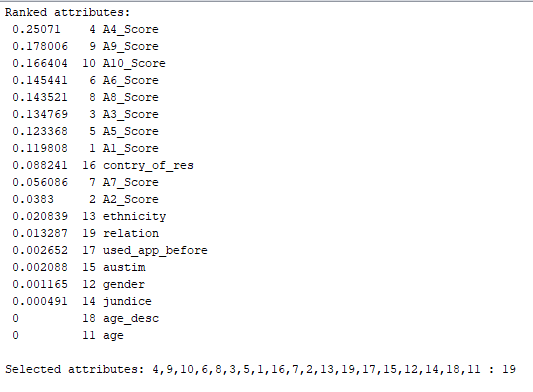 Ranked attributes:
0.25071 4 A4_Score
0.178006 9 A9_Score
0.166404 10 A10_Score
0.145441 6 A6_Score
0.143521 8 A8_Score
0.134769 3 A3_Score
0.123368 5 A5_Score
0.119808 1 A1_Score
0.088241 16 contry_of_res
0.056086 7 A7_Score
0.0383 2 A2_Score
0.020839 13 ethnicity
0.013287 19 relation
0.002652 17 used_app_before
0.002088 15 austim
0.001165 12 gender
0.000491 14 jundice
0 18 age_desc
0 11 age
Selected attributes: 4,9,10,6,8,3,5,1,16,7,2,13,19,17,15,12,14,18,11 : 19